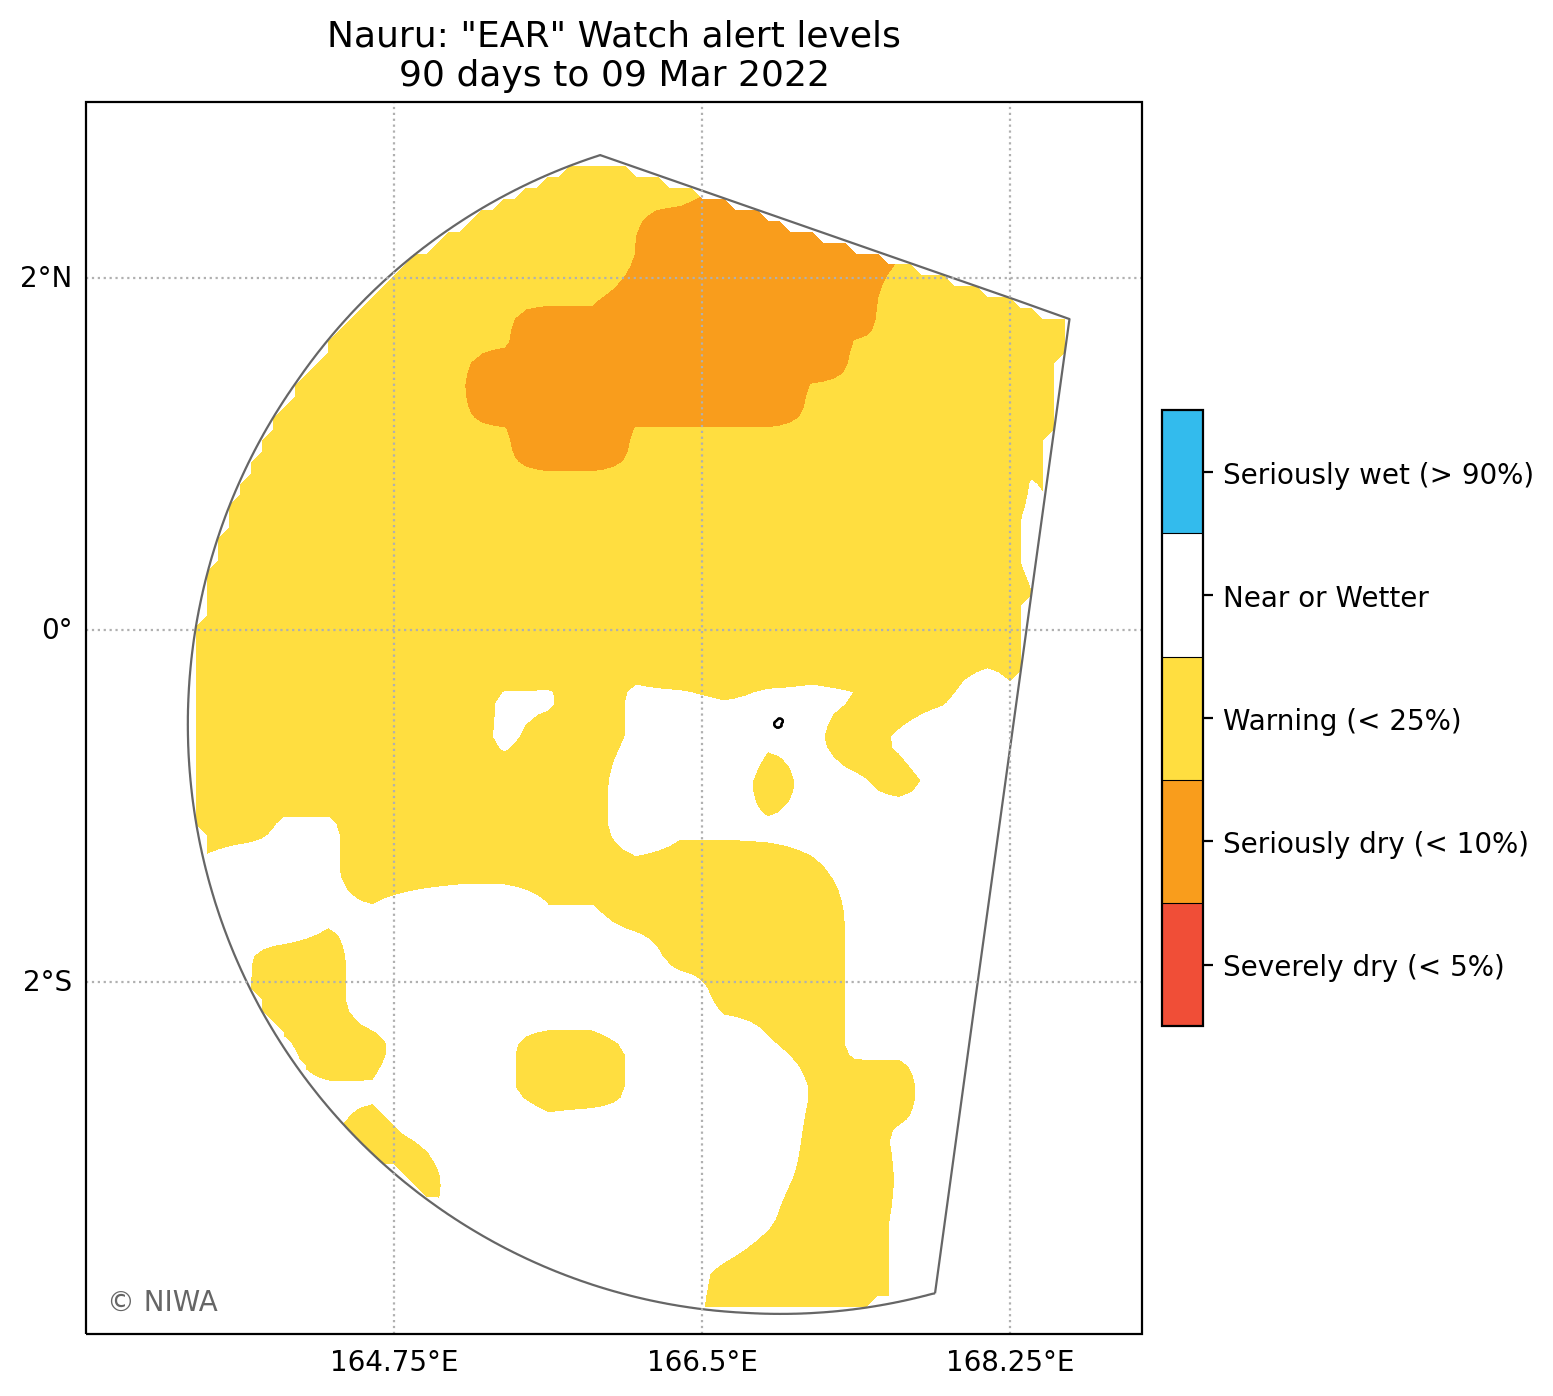 Nauru: "EAR" Watch alert levels
90 days to 09 Mar 2022
2°N
0°
2°S
164.75°E
166.5°E
168.25°E
Seriously wet (> 90%)
Near or Wetter
Warning (< 25%)
Seriously dry (< 10%)
Severely dry (< 5%)
© NIWA